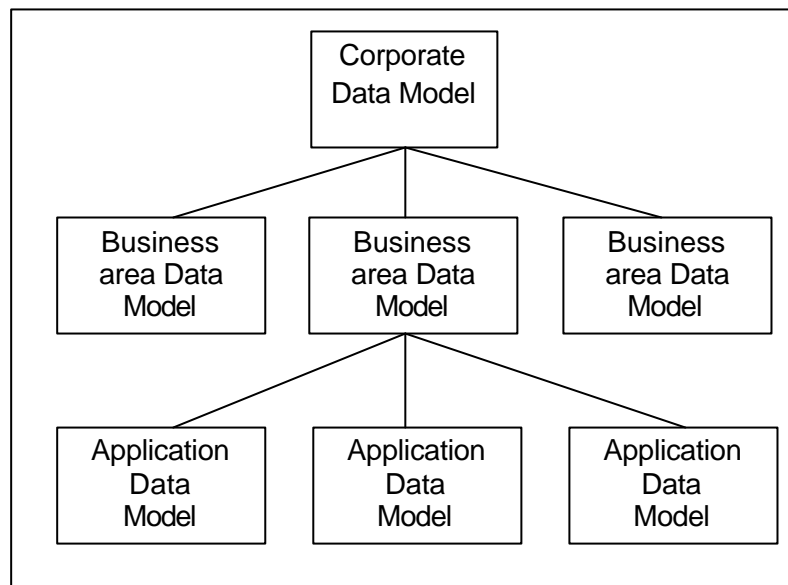 Corporate
Data Model
Business
area Data
Model
Business
area Data
Model
Business
area Data
Model
Application
Data
Model
Application
Data
Model
Application
Data
Model